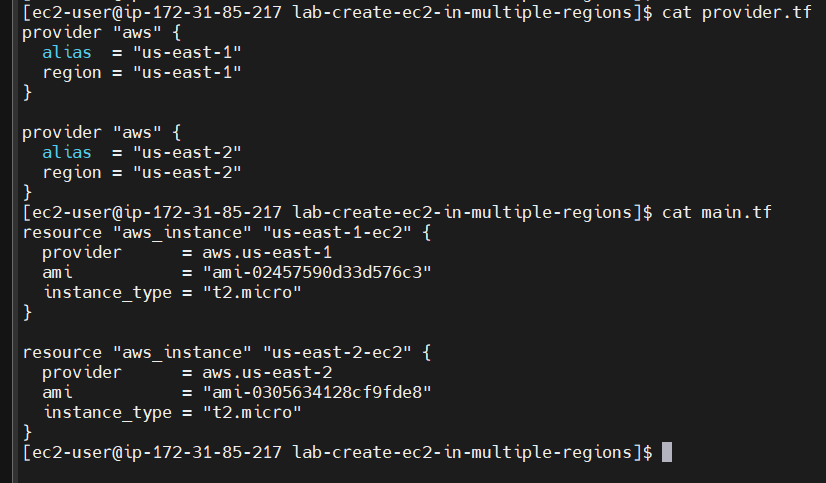 [ec2-user@ip-172-31-85-217 lab-create-ec2-in-multiple-regions]$ cat provider.tf
provider "aws" {
  alias  = "us-east-1"
  region = "us-east-1"
}

provider "aws" {
  alias  = "us-east-2"
  region = "us-east-2"
}
[ec2-user@ip-172-31-85-217 lab-create-ec2-in-multiple-regions]$ cat main.tf
resource "aws_instance" "us-east-1-ec2" {
  provider      = aws.us-east-1
  ami           = "ami-02457590d33d576c3"
  instance_type = "t2.micro"
}

resource "aws_instance" "us-east-2-ec2" {
  provider      = aws.us-east-2
  ami           = "ami-0305634128cf9fde8"
  instance_type = "t2.micro"
}
[ec2-user@ip-172-31-85-217 lab-create-ec2-in-multiple-regions]$